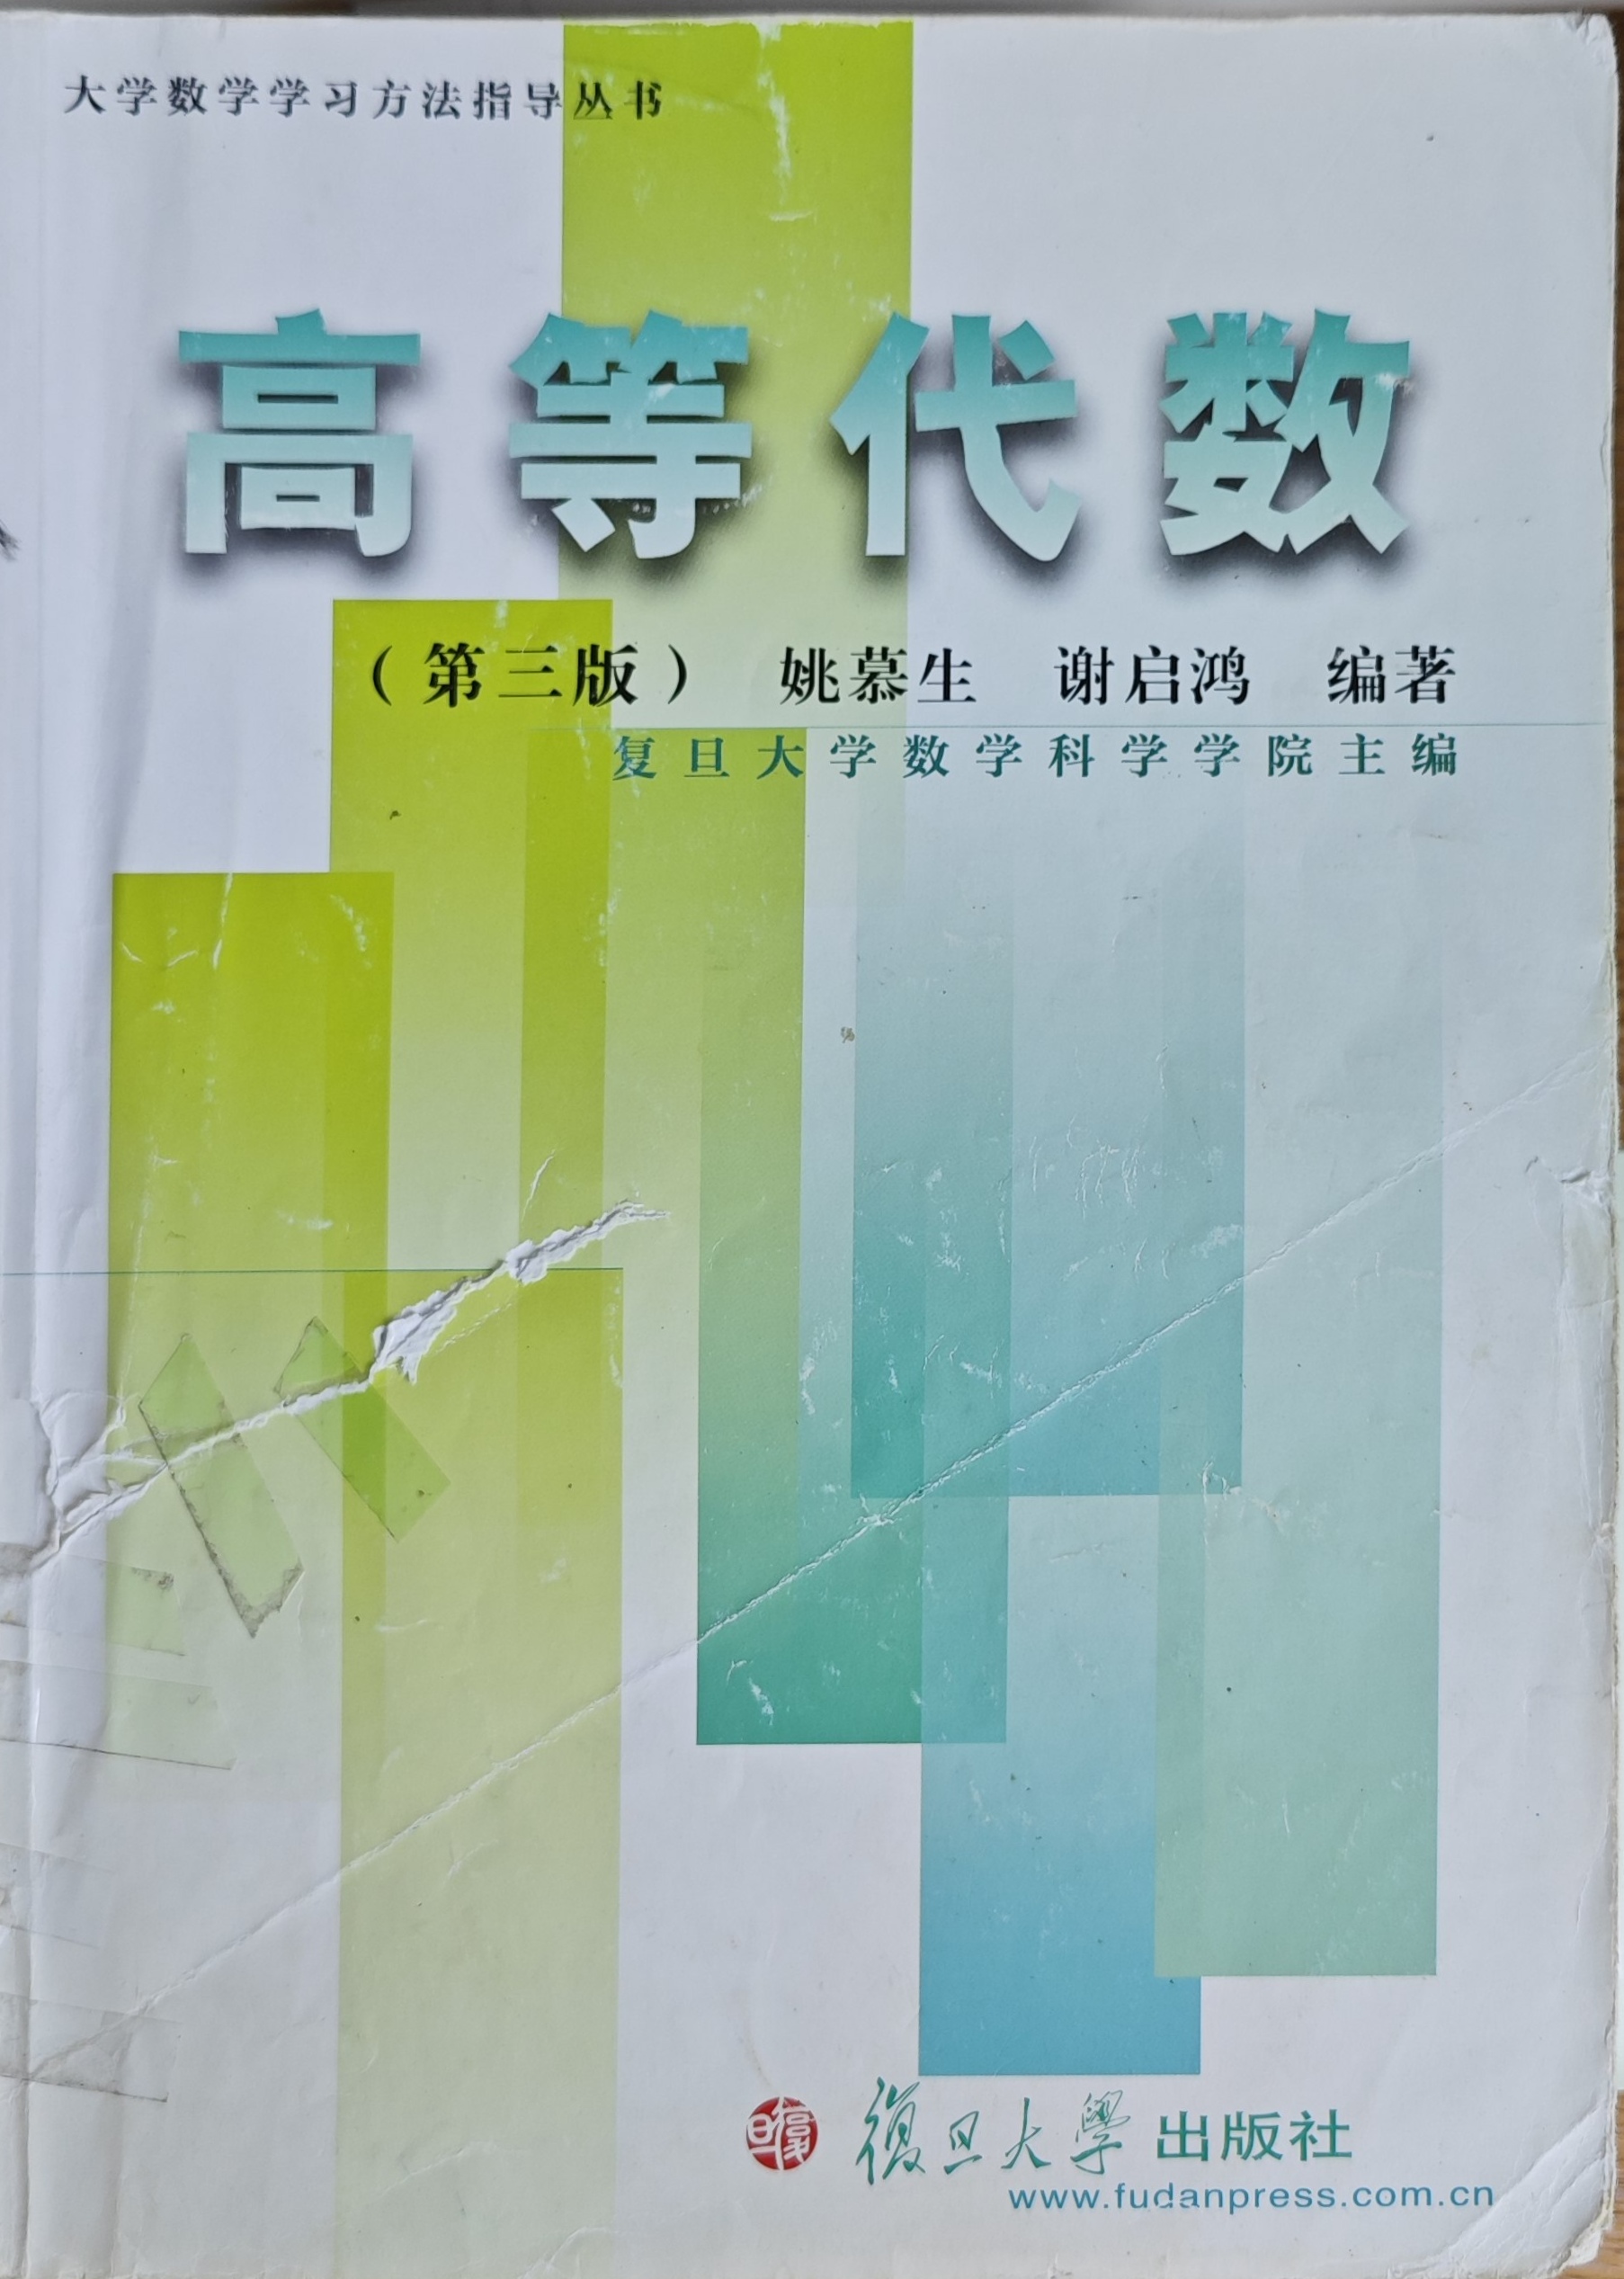 大学数学学习方法指导丛书
高等代数
（第三版） 姚慕生 谢启鸿 编著
复旦大学数学科学学院主编
復旦
復旦大學出版社
www.fudanpress.com.cn